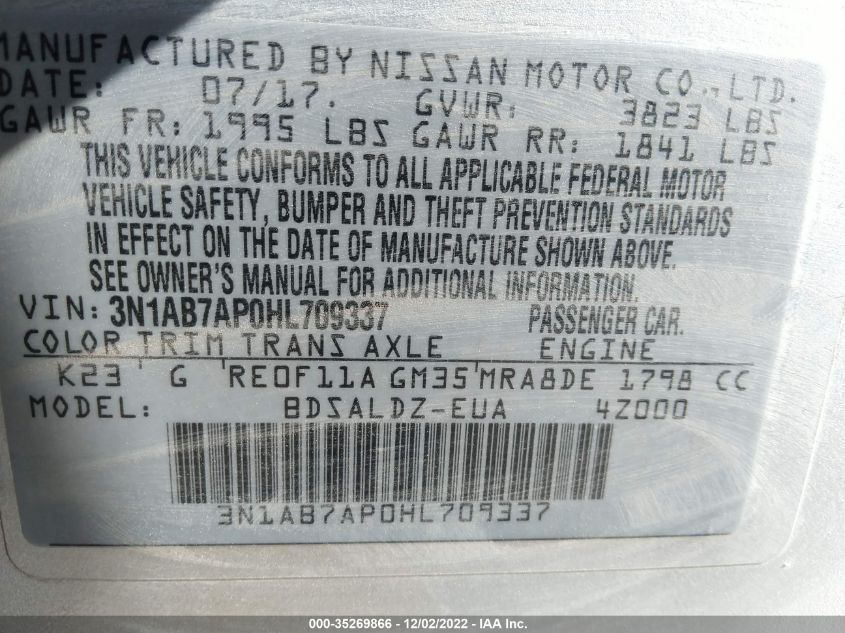 MANUFACTURED BY NISSAN MOTOR CO., LTD.
DATE: 07/17. GVWR: 3823 LBS
GAWR FR: 1995 LBS GAWR RR: 1841 LBS
THIS VEHICLE CONFORMS TO ALL APPLICABLE FEDERAL MOTOR
VEHICLE SAFETY, BUMPER AND THEFT PREVENTION STANDARDS
IN EFFECT ON THE DATE OF MANUFACTURE SHOWN ABOVE.
SEE OWNER'S MANUAL FOR ADDITIONAL INFORMATION.
VIN: 3N1AB7AP0HL709337 PASSENGER CAR.
COLOR TRIM TRANS AXLE ENGINE
K23 ' G ' RE0F11A GM35 ' MRA8DE 1798 CC
MODEL: BDSALDZ-EUA 4Z000
3N1AB7AP0HL709337
000-35269866 - 12/02/2022 - IAA Inc.